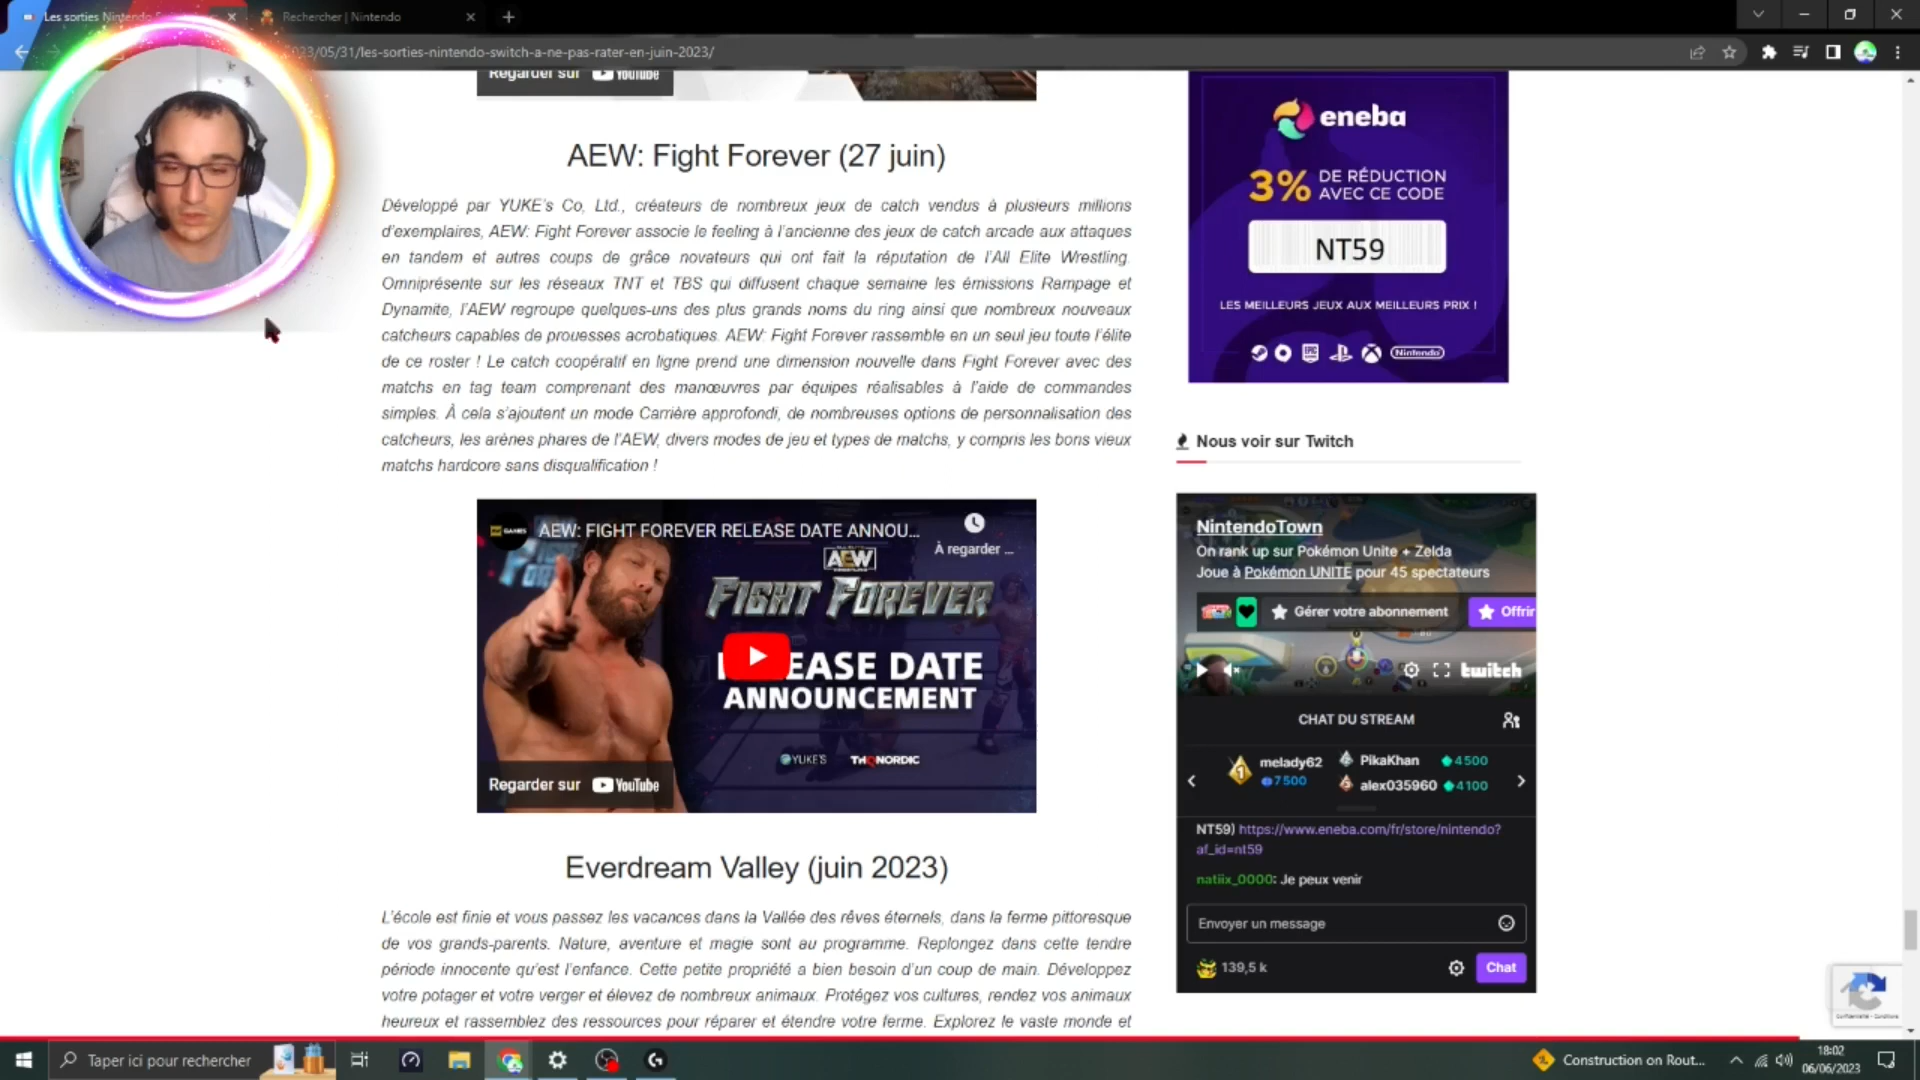 Les sorties Nintendo S
Rechercher | Nintendo
023/05/31/les-sorties-nintendo-switch-a-ne-pas-rater-en-juin-2023/
Regarder sur YouTube
AEW: Fight Forever (27 juin)
Développé par YUKE's Co, Ltd., créateurs de nombreux jeux de catch vendus à plusieurs millions
d'exemplaires, AEW: Fight Forever associe le feeling à l'ancienne des jeux de catch arcade aux attaques
en tandem et autres coups de grâce novateurs qui ont fait la réputation de l'All Elite Wrestling.
Omniprésente sur les réseaux TNT et TBS qui diffusent chaque semaine les émissions Rampage et
Dynamite, l'AEW regroupe quelques-uns des plus grands noms du ring ainsi que nombreux nouveaux
catcheurs capables de prouesses acrobatiques. AEW: Fight Forever rassemble en un seul jeu toute l'élite
de ce roster ! Le catch coopératif en ligne prend une dimension nouvelle dans Fight Forever avec des
matchs en tag team comprenant des manœuvres par équipes réalisables à l'aide de commandes
simples. À cela s'ajoutent un mode Carrière approfondi, de nombreuses options de personnalisation des
catcheurs, les arènes phares de l'AEW, divers modes de jeu et types de matchs, y compris les bons vieux
matchs hardcore sans disqualification !
GAMES
AEW: FIGHT FOREVER RELEASE DATE ANNOU...
À regarder ...
AEW
FIGHT FOREVER
EASE DATE
ANNOUNCEMENT
YUKE'S THQ NORDIC
Regarder sur YouTube
Everdream Valley (juin 2023)
L'école est finie et vous passez les vacances dans la Vallée des rêves éternels, dans la ferme pittoresque
de vos grands-parents. Nature, aventure et magie sont au programme. Replongez dans cette tendre
période innocente qu'est l'enfance. Cette petite propriété a bien besoin d'un coup de main. Développez
votre potager et votre verger et élevez de nombreux animaux. Protégez vos cultures, rendez vos animaux
heureux et rassemblez des ressources pour réparer et étendre votre ferme. Explorez le vaste monde et
eneba
3% DE RÉDUCTION
AVEC CE CODE
NT59
LES MEILLEURS JEUX AUX MEILLEURS PRIX !
EPIC
Nintendo
Nous voir sur Twitch
NintendoTown
On rank up sur Pokémon Unite + Zelda
Joue à Pokémon UNITE pour 45 spectateurs
Gérer votre abonnement
Offrir
twitch
CHAT DU STREAM
1 melady62 7500
PikaKhan 4500
alex035960 4100
NT59) https://www.eneba.com/fr/store/nintendo?
af_id=nt59
natiix_0000: Je peux venir
Envoyer un message
139,5 k
Chat
Confidentialité - Conditions
Taper ici pour rechercher
Construction on Rout...
18:02
06/06/2023